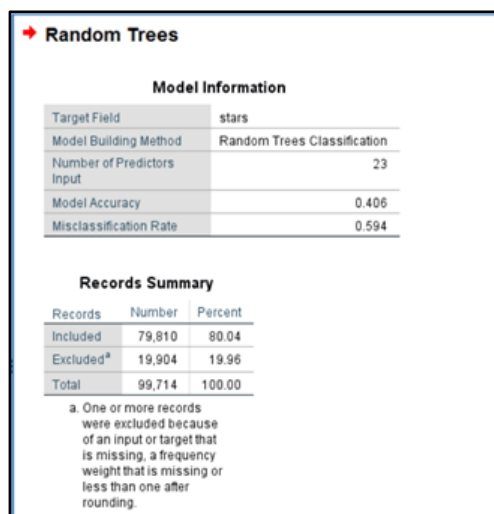 Random Trees
Model Information
Target Field stars
Model Building Method Random Trees Classification
Number of Predictors 23
Input
Model Accuracy 0.406
Misclassification Rate 0.594
Records Summary
Records Number Percent
Included 79,810 80.04
Excludedᵃ 19,904 19.96
Total 99,714 100.00
a. One or more records
were excluded because
of an input or target that
is missing, a frequency
weight that is missing or
less than one after
rounding.